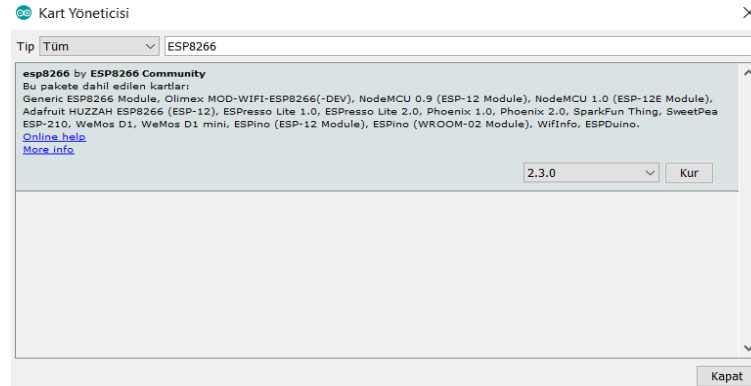 Kart Yöneticisi
Tip Tüm ESP8266
esp8266 by ESP8266 Community
Bu pakete dahil edilen kartlar:
Generic ESP8266 Module, Olimex MOD-WIFI-ESP8266(-DEV), NodeMCU 0.9 (ESP-12 Module), NodeMCU 1.0 (ESP-12E Module),
Adafruit HUZZAH ESP8266 (ESP-12), ESPresso Lite 1.0, ESPresso Lite 2.0, Phoenix 1.0, Phoenix 2.0, SparkFun Thing, SweetPea
ESP-210, WeMos D1, WeMos D1 mini, ESPino (ESP-12 Module), ESPino (WROOM-02 Module), WifInfo, ESPDuino.
Online help
More info
2.3.0 Kur
Kapat